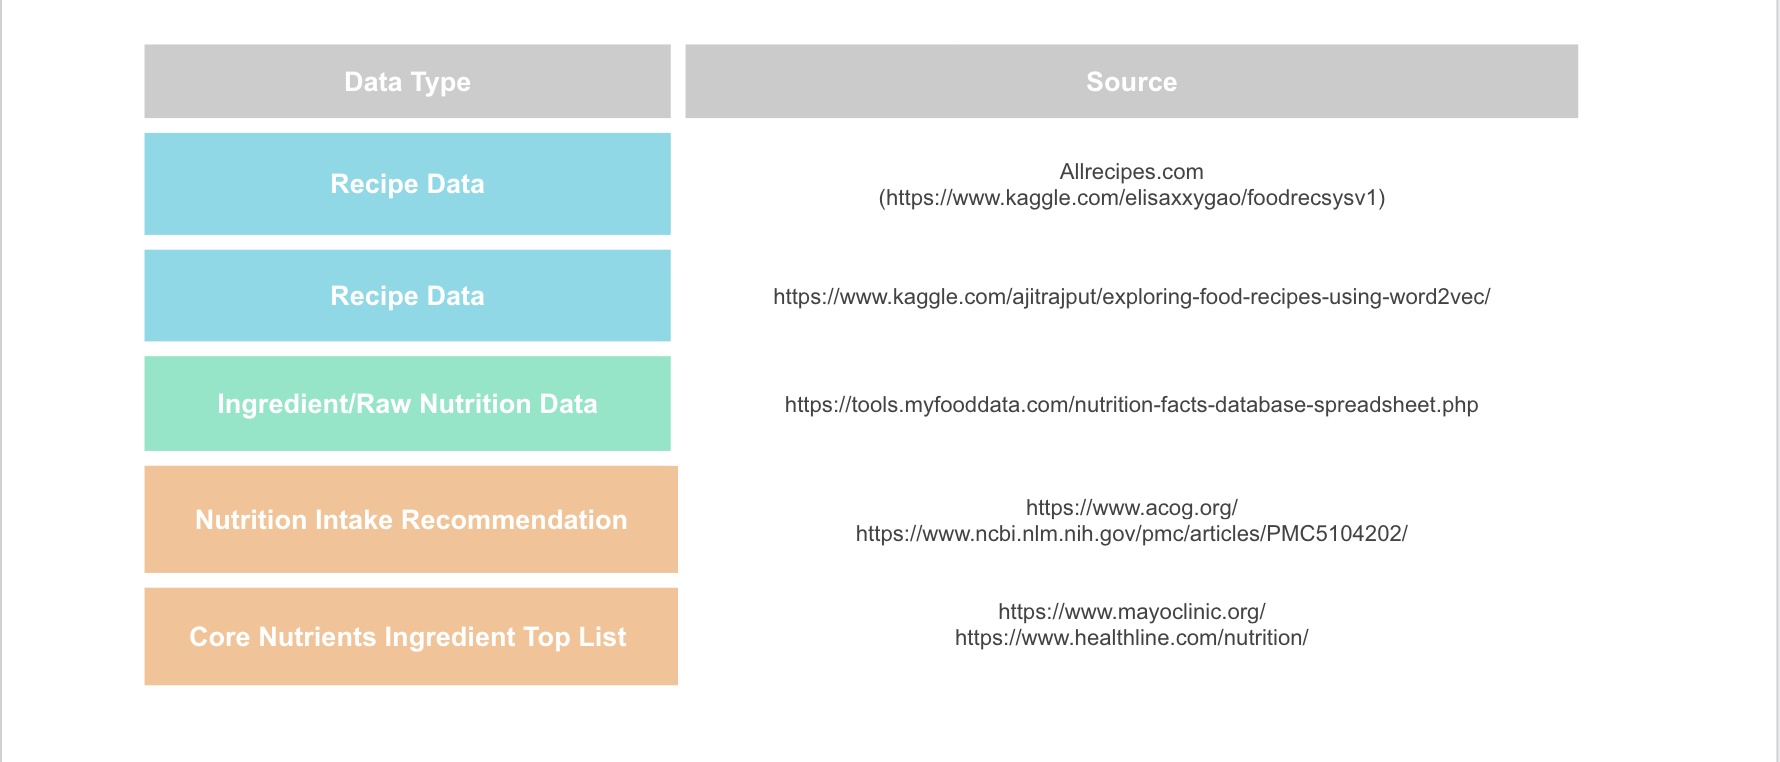 Data Type
Source
Recipe Data
Allrecipes.com
(https://www.kaggle.com/elisaxxygao/foodrecsysv1)
Recipe Data
https://www.kaggle.com/ajitrajput/exploring-food-recipes-using-word2vec/
Ingredient/Raw Nutrition Data
https://tools.myfooddata.com/nutrition-facts-database-spreadsheet.php
Nutrition Intake Recommendation
https://www.acog.org/
https://www.ncbi.nlm.nih.gov/pmc/articles/PMC5104202/
Core Nutrients Ingredient Top List
https://www.mayoclinic.org/
https://www.healthline.com/nutrition/